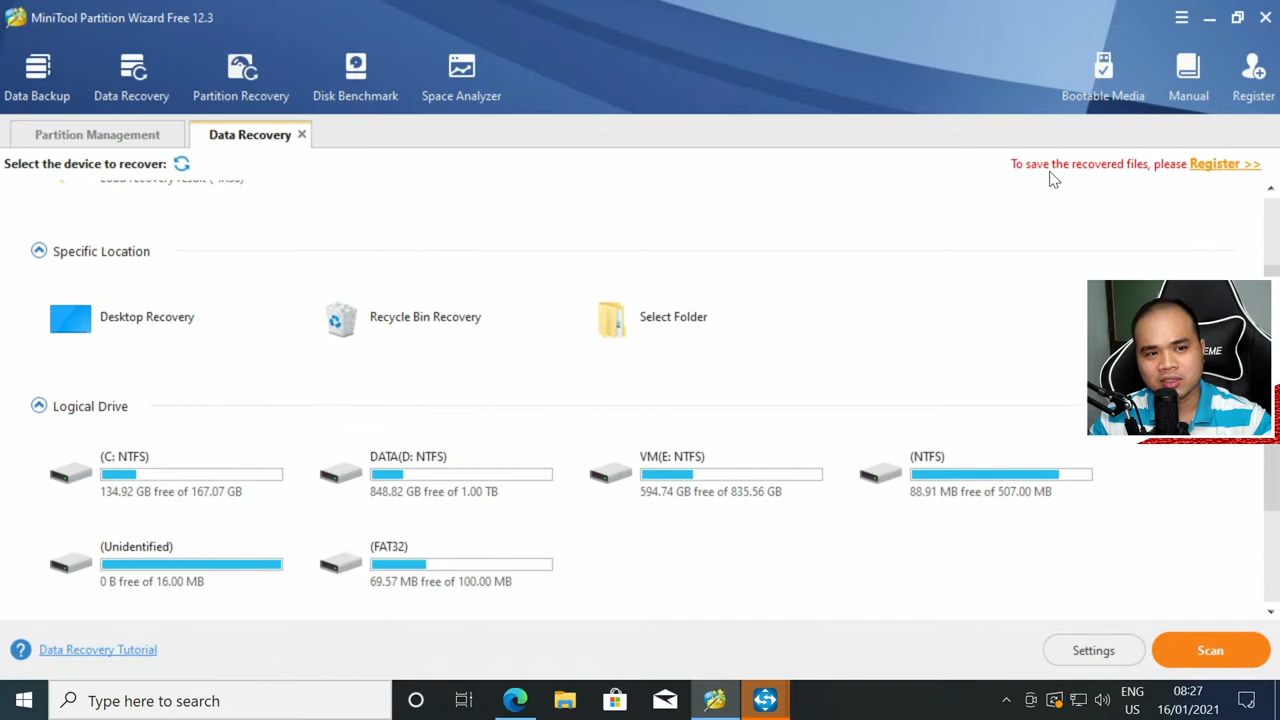 MiniTool Partition Wizard Free 12.3
Data Backup
Data Recovery
Partition Recovery
Disk Benchmark
Space Analyzer
Bootable Media
Manual
Register
Partition Management
Data Recovery
Select the device to recover:
To save the recovered files, please Register >>
Load recovery result (*.RSS)
Specific Location
Desktop Recovery
Recycle Bin Recovery
Select Folder
Logical Drive
(C: NTFS)
134.92 GB free of 167.07 GB
DATA(D: NTFS)
848.82 GB free of 1.00 TB
VM(E: NTFS)
594.74 GB free of 835.56 GB
(NTFS)
88.91 MB free of 507.00 MB
(Unidentified)
0 B free of 16.00 MB
(FAT32)
69.57 MB free of 100.00 MB
EME
Data Recovery Tutorial
Settings
Scan
Type here to search
ENG
US
08:27
16/01/2021